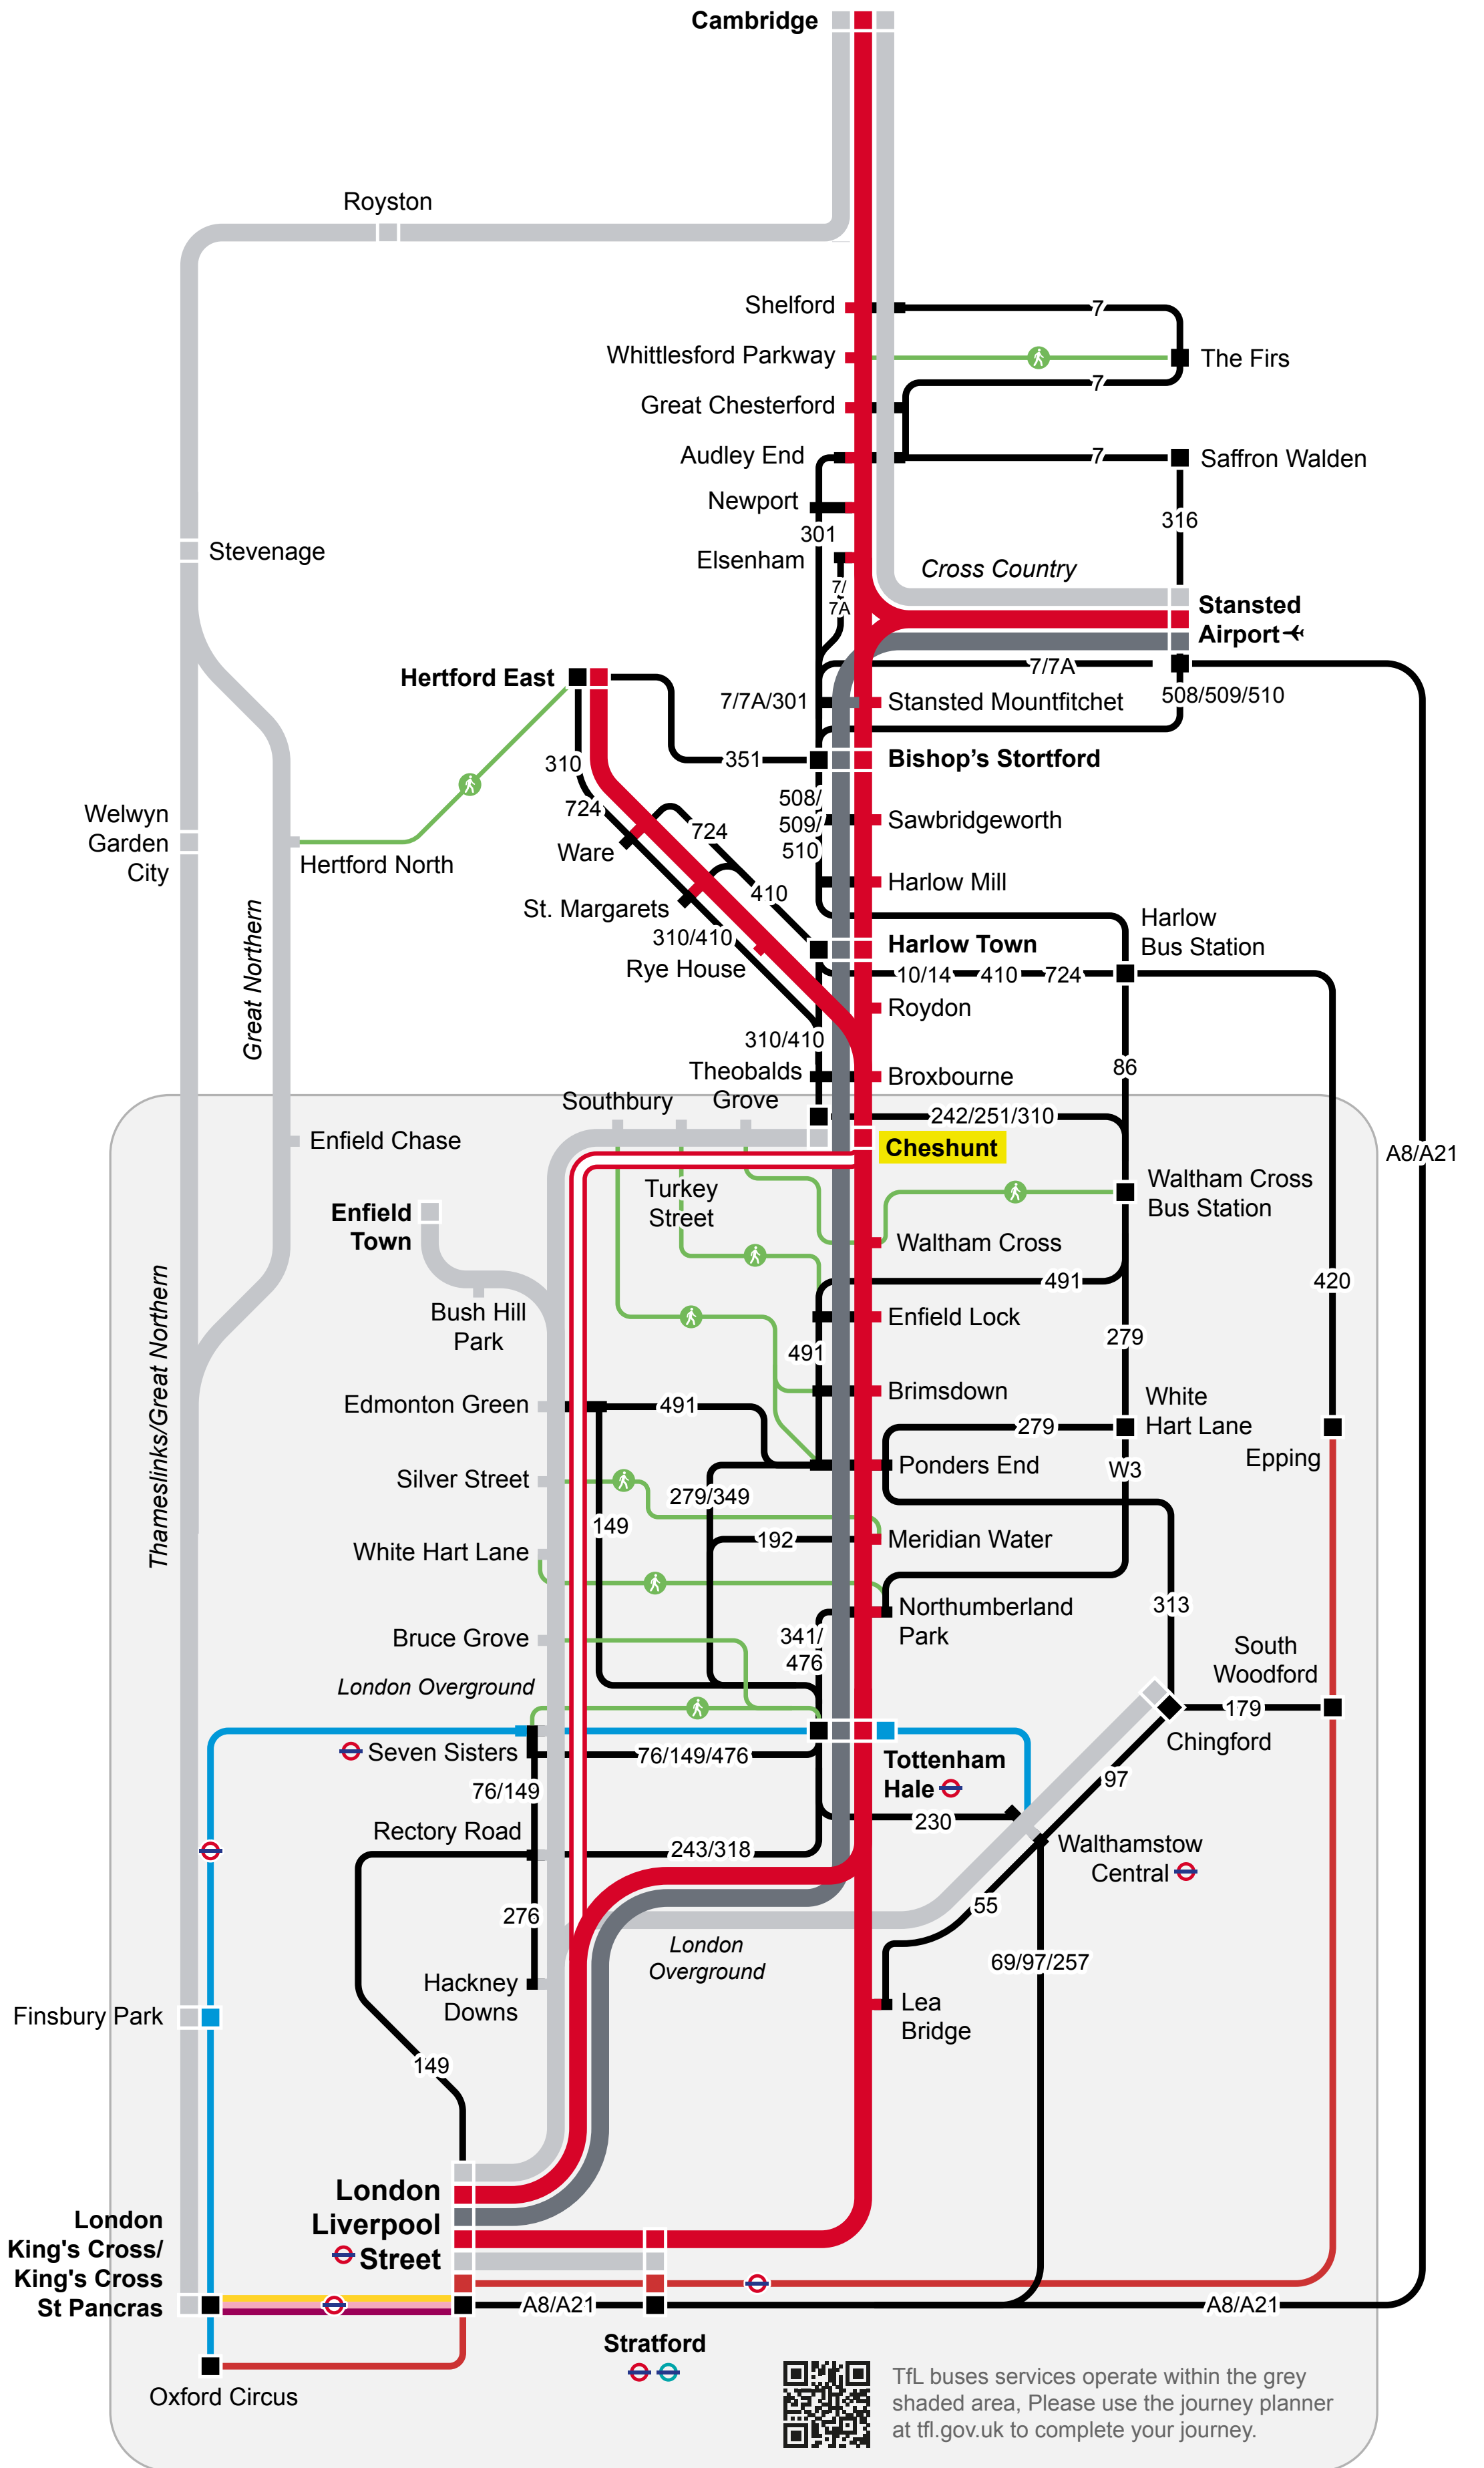 Cambridge
Royston
Shelford
7
Whittlesford Parkway
The Firs
7
Great Chesterford
Audley End
7
Saffron Walden
Newport
301
316
Stevenage
Elsenham
Cross Country
7/
7A
Stansted
Airport
Hertford East
7/7A
7/7A/301
Stansted Mountfitchet
508/509/510
310
351
Bishop's Stortford
724
508/
509/
510
Sawbridgeworth
Welwyn
Garden
City
724
Ware
Hertford North
Harlow Mill
410
St. Margarets
Harlow
Bus Station
310/410
Harlow Town
Rye House
10/14
410
724
Great Northern
Roydon
310/410
86
Theobalds
Grove
Broxbourne
Southbury
242/251/310
Enfield Chase
Cheshunt
A8/A21
Turkey
Street
Waltham Cross
Bus Station
Enfield
Town
Waltham Cross
491
420
Bush Hill
Park
Enfield Lock
279
491
Thameslinks/Great Northern
Brimsdown
Edmonton Green
491
White
Hart Lane
279
Epping
Ponders End
W3
Silver Street
279/349
149
192
Meridian Water
White Hart Lane
Northumberland
Park
313
Bruce Grove
341/
476
South
Woodford
London Overground
179
Chingford
Seven Sisters
76/149/476
Tottenham
Hale
97
76/149
230
Rectory Road
243/318
Walthamstow
Central
276
55
London
Overground
69/97/257
Hackney
Downs
Lea
Bridge
Finsbury Park
149
London
Liverpool
Street
London
King's Cross/
King's Cross
St Pancras
A8/A21
A8/A21
Stratford
Oxford Circus
TfL buses services operate within the grey
shaded area, Please use the journey planner
at tfl.gov.uk to complete your journey.